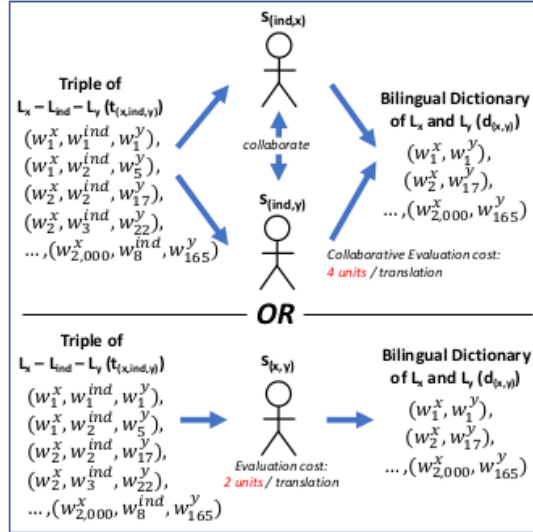 S(ind,x)
Triple of
Lx – Lind – Ly (t(x,ind,y))
(w₁ˣ, w₁ⁱⁿᵈ, w₁ʸ),
(w₁ˣ, w₂ⁱⁿᵈ, w₅ʸ),
(w₂ˣ, w₂ⁱⁿᵈ, w₁₇ʸ),
(w₂ˣ, w₃ⁱⁿᵈ, w₂₂ʸ),
... ,(w₂,₀₀₀ˣ, w₈ⁱⁿᵈ, w₁₆₅ʸ)
collaborate
S(ind,y)
Bilingual Dictionary
of Lx and Ly (d(x,y))
(w₁ˣ, w₁ʸ),
(w₂ˣ, w₁₇ʸ),
... ,(w₂,₀₀₀ˣ, w₁₆₅ʸ)
Collaborative Evaluation cost:
4 units / translation
OR
Triple of
Lx – Lind – Ly (t(x,ind,y))
(w₁ˣ, w₁ⁱⁿᵈ, w₁ʸ),
(w₁ˣ, w₂ⁱⁿᵈ, w₅ʸ),
(w₂ˣ, w₂ⁱⁿᵈ, w₁₇ʸ),
(w₂ˣ, w₃ⁱⁿᵈ, w₂₂ʸ),
... ,(w₂,₀₀₀ˣ, w₈ⁱⁿᵈ, w₁₆₅ʸ)
S(x,y)
Evaluation cost:
2 units / translation
Bilingual Dictionary
of Lx and Ly (d(x,y))
(w₁ˣ, w₁ʸ),
(w₂ˣ, w₁₇ʸ),
... ,(w₂,₀₀₀ˣ, w₁₆₅ʸ)